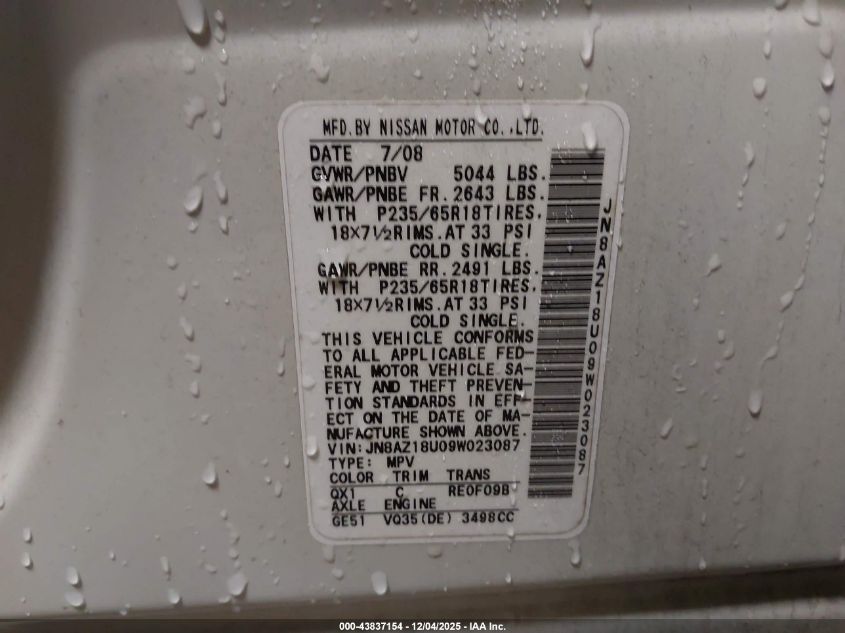 MFD.BY NISSAN MOTOR CO.,LTD.
DATE 7/08
GVWR/PNBV 5044 LBS.
GAWR/PNBE FR.2643 LBS.
WITH P235/65R18TIRES.
18×7½RIMS.AT 33 PSI
COLD SINGLE.
GAWR/PNBE RR.2491 LBS.
WITH P235/65R18TIRES.
18×7½RIMS.AT 33 PSI
COLD SINGLE.
THIS VEHICLE CONFORMS
TO ALL APPLICABLE FED-
ERAL MOTOR VEHICLE SA-
FETY AND THEFT PREVEN-
TION STANDARDS IN EFF-
ECT ON THE DATE OF MA-
NUFACTURE SHOWN ABOVE.
VIN:JN8AZ18U09W023087
TYPE: MPV
COLOR TRIM TRANS
QX1 C RE0F09B
AXLE ENGINE
GE51 VQ35(DE) 3498CC
JN8AZ18U09W023087
000-43837154 - 12/04/2025 - IAA Inc.